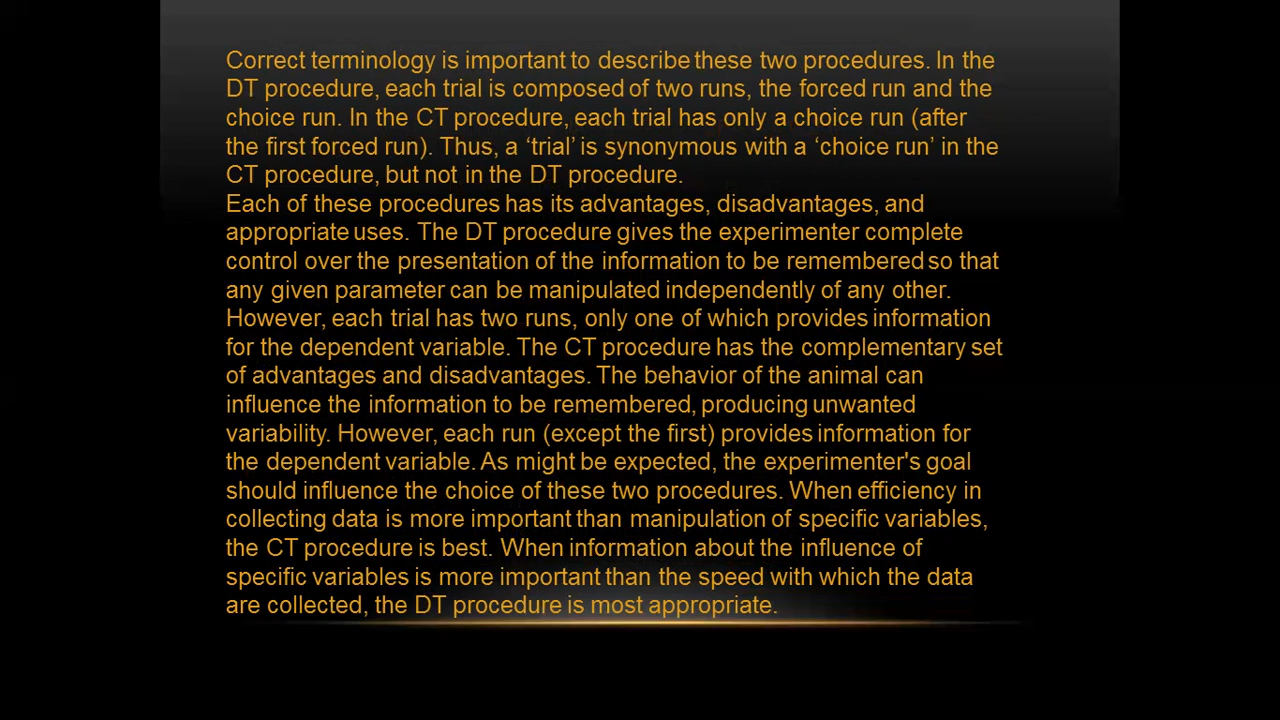 Correct terminology is important to describe these two procedures. In the
DT procedure, each trial is composed of two runs, the forced run and the
choice run. In the CT procedure, each trial has only a choice run (after
the first forced run). Thus, a ‘trial’ is synonymous with a ‘choice run’ in the
CT procedure, but not in the DT procedure.
Each of these procedures has its advantages, disadvantages, and
appropriate uses. The DT procedure gives the experimenter complete
control over the presentation of the information to be remembered so that
any given parameter can be manipulated independently of any other.
However, each trial has two runs, only one of which provides information
for the dependent variable. The CT procedure has the complementary set
of advantages and disadvantages. The behavior of the animal can
influence the information to be remembered, producing unwanted
variability. However, each run (except the first) provides information for
the dependent variable. As might be expected, the experimenter's goal
should influence the choice of these two procedures. When efficiency in
collecting data is more important than manipulation of specific variables,
the CT procedure is best. When information about the influence of
specific variables is more important than the speed with which the data
are collected, the DT procedure is most appropriate.